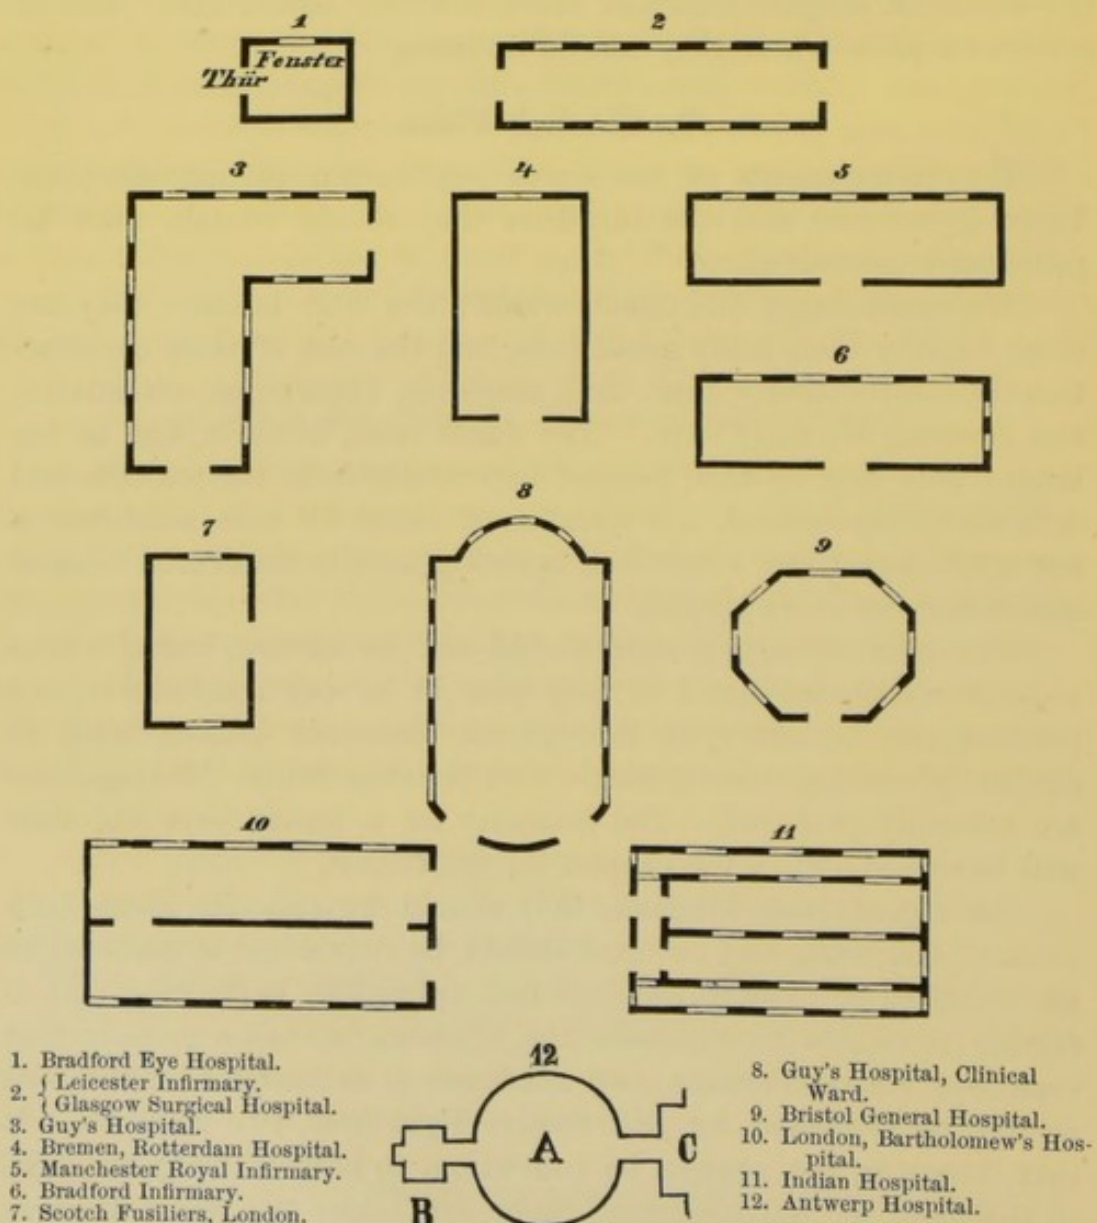 1
2
Fenster
Thür
3
4
5
6
7
8
9
10
11
12
A
B
C
1. Bradford Eye Hospital.
2. { Leicester Infirmary.
{ Glasgow Surgical Hospital.
3. Guy's Hospital.
4. Bremen, Rotterdam Hospital.
5. Manchester Royal Infirmary.
6. Bradford Infirmary.
7. Scotch Fusiliers, London.
8. Guy's Hospital, Clinical
Ward.
9. Bristol General Hospital.
10. London, Bartholomew's Hos-
pital.
11. Indian Hospital.
12. Antwerp Hospital.